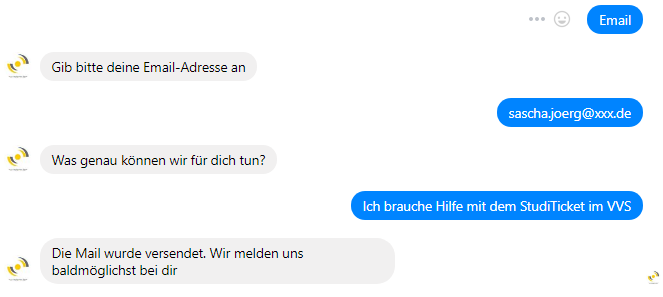 Email
Gib bitte deine Email-Adresse an
sascha.joerg@xxx.de
Was genau können wir für dich tun?
Ich brauche Hilfe mit dem StudiTicket im VVS
Die Mail wurde versendet. Wir melden uns
baldmöglichst bei dir